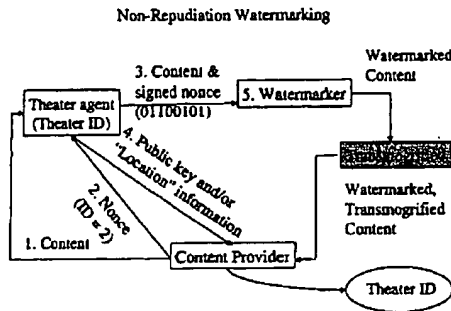 Non-Repudiation Watermarking
3. Content &
signed nonce
(01100101)
Watermarked
Content
Theater agent
(Theater ID)
5. Watermarker
4. Public key and/or
"Location" information
2. Nonce
(ID = 2)
Watermarked,
Transmogrified
Content
1. Content
Content Provider
Theater ID